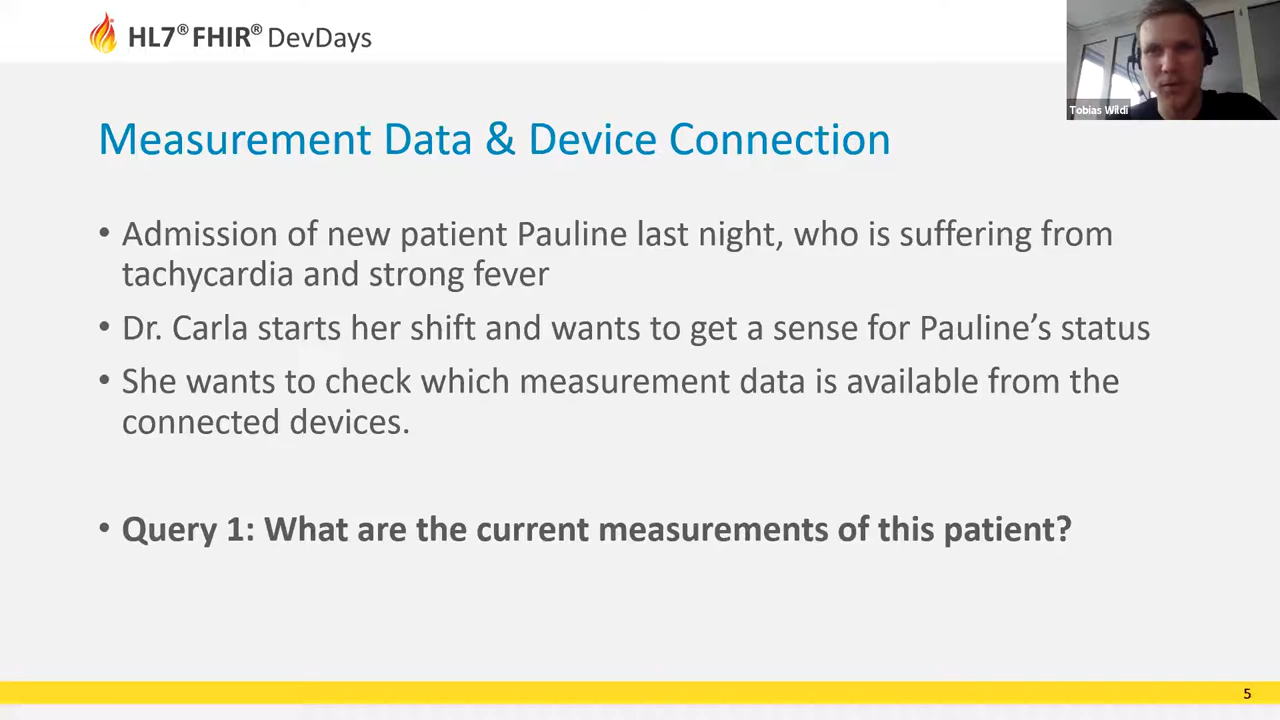 HL7® FHIR® DevDays
Tobias Wildi
Measurement Data & Device Connection
• Admission of new patient Pauline last night, who is suffering from
tachycardia and strong fever
• Dr. Carla starts her shift and wants to get a sense for Pauline’s status
• She wants to check which measurement data is available from the
connected devices.
• Query 1: What are the current measurements of this patient?
5